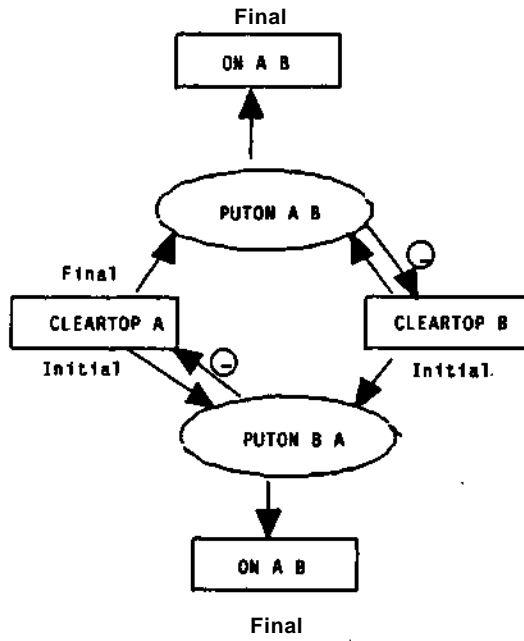 Final
ON A B
PUTON A B
Final
CLEARTOP A
CLEARTOP B
Initial
Initial
PUTON B A
ON A B
Final